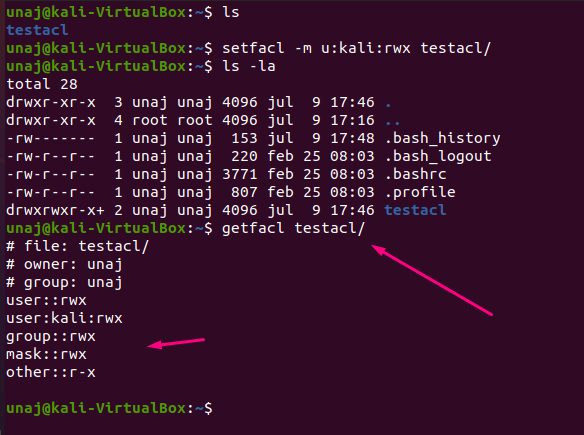 unaj@kali-VirtualBox:~$ ls
testacl
unaj@kali-VirtualBox:~$ setfacl -m u:kali:rwx testacl/
unaj@kali-VirtualBox:~$ ls -la
total 28
drwxr-xr-x  3 unaj unaj 4096 jul  9 17:46 .
drwxr-xr-x  4 root root 4096 jul  9 17:16 ..
-rw-------  1 unaj unaj  153 jul  9 17:48 .bash_history
-rw-r--r--  1 unaj unaj  220 feb 25 08:03 .bash_logout
-rw-r--r--  1 unaj unaj 3771 feb 25 08:03 .bashrc
-rw-r--r--  1 unaj unaj  807 feb 25 08:03 .profile
drwxrwxr-x+ 2 unaj unaj 4096 jul  9 17:46 testacl
unaj@kali-VirtualBox:~$ getfacl testacl/
# file: testacl/
# owner: unaj
# group: unaj
user::rwx
user:kali:rwx
group::rwx
mask::rwx
other::r-x
unaj@kali-VirtualBox:~$